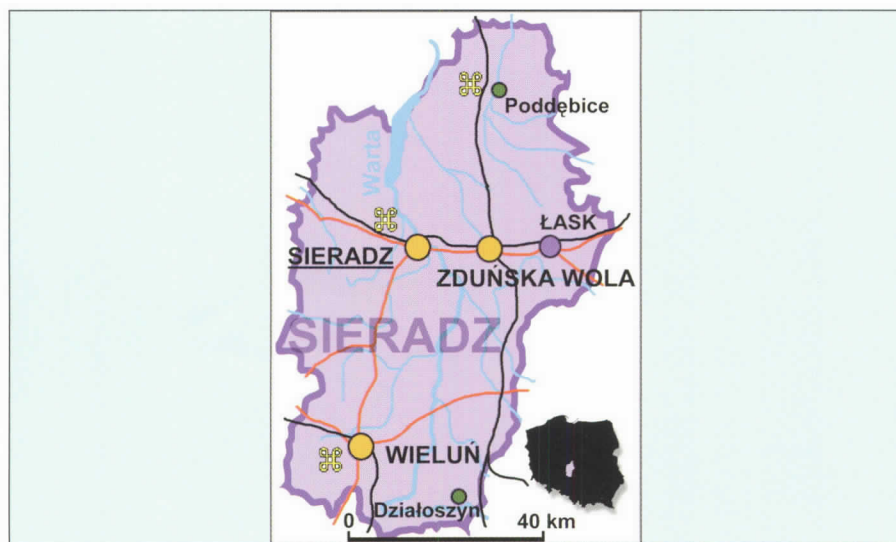 Poddębice
Warta
ŁASK
SIERADZ
ZDUŃSKA WOLA
SIERADZ
WIELUŃ
Działoszyn
0 40 km